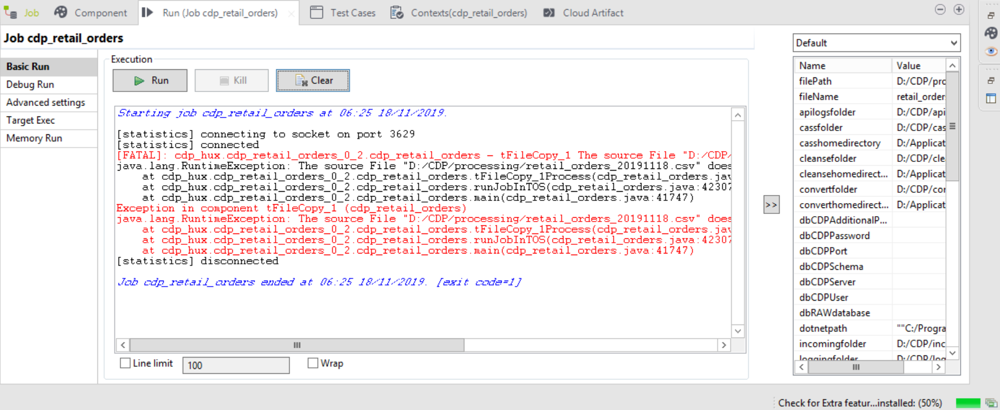 Job Component Run (Job cdp_retail_orders) Test Cases Contexts(cdp_retail_orders) Cloud Artifact
Job cdp_retail_orders
Basic Run
Debug Run
Advanced settings
Target Exec
Memory Run
Execution
Run Kill Clear
Starting job cdp_retail_orders at 06:25 18/11/2019.
[statistics] connecting to socket on port 3629
[statistics] connected
[FATAL]: cdp_hux.cdp_retail_orders_0_2.cdp_retail_orders - tFileCopy_1 The source File "D:/CDP/
java.lang.RuntimeException: The source File "D:/CDP/processing/retail_orders_20191118.csv" does
at cdp_hux.cdp_retail_orders_0_2.cdp_retail_orders.tFileCopy_1Process(cdp_retail_orders.jav
at cdp_hux.cdp_retail_orders_0_2.cdp_retail_orders.runJobInTOS(cdp_retail_orders.java:42307
at cdp_hux.cdp_retail_orders_0_2.cdp_retail_orders.main(cdp_retail_orders.java:41747)
Exception in component tFileCopy_1 (cdp_retail_orders)
java.lang.RuntimeException: The source File "D:/CDP/processing/retail_orders_20191118.csv" does
at cdp_hux.cdp_retail_orders_0_2.cdp_retail_orders.tFileCopy_1Process(cdp_retail_orders.jav
at cdp_hux.cdp_retail_orders_0_2.cdp_retail_orders.runJobInTOS(cdp_retail_orders.java:42307
at cdp_hux.cdp_retail_orders_0_2.cdp_retail_orders.main(cdp_retail_orders.java:41747)
[statistics] disconnected
Job cdp_retail_orders ended at 06:25 18/11/2019. [exit code=1]
Line limit 100 Wrap
>>
Default
Name Value
filePath D:/CDP/pro
fileName retail_order
apilogsfolder D:/CDP/api
cassfolder D:/CDP/cas
casshomedirectory D:/Applicat
cleansefolder D:/CDP/cle
cleansehomedirect... D:/Applicat
convertfolder D:/CDP/cor
converthomedirect... D:/Applicat
dbCDPAdditionalP...
dbCDPPassword
dbCDPPort
dbCDPSchema
dbCDPServer
dbCDPUser
dbRAWdatabase
dotnetpath ""C:/Progra
incomingfolder D:/CDP/inc
loggingfolder D:/CDP/log
Check for Extra featur...installed: (50%)